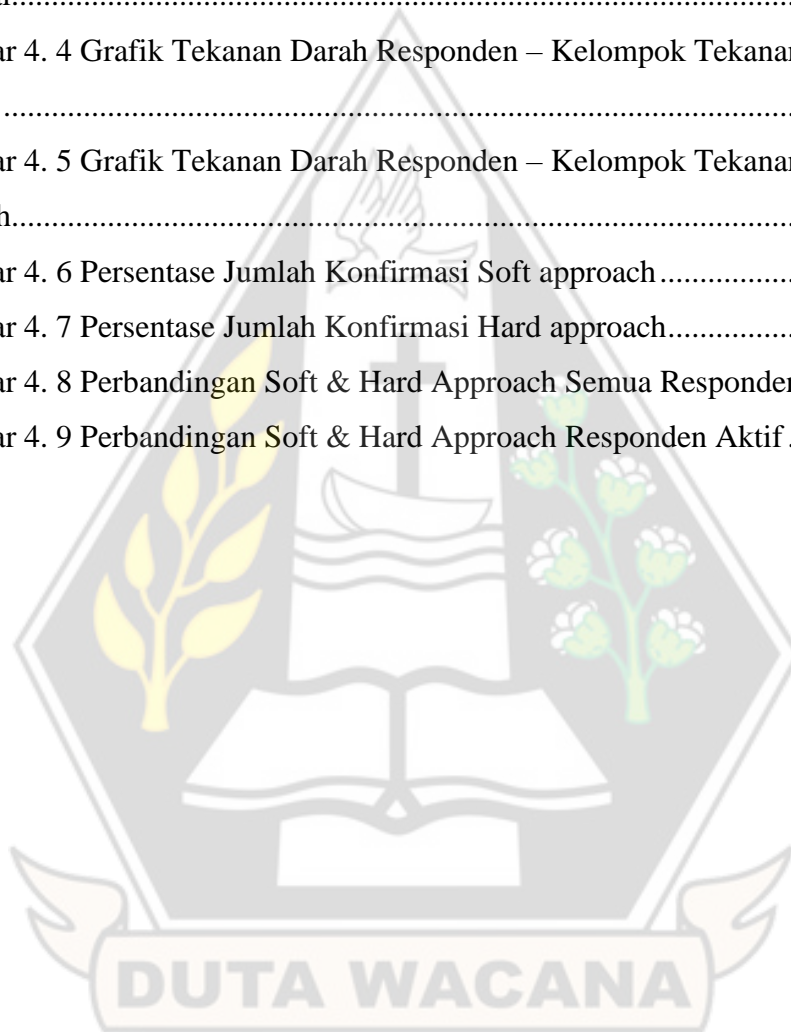 ar 4. 4 Grafik Tekanan Darah Responden – Kelompok Tekanan
ar 4. 5 Grafik Tekanan Darah Responden – Kelompok Tekanan
h..........................................................................................................
ar 4. 6 Persentase Jumlah Konfirmasi Soft approach..................
ar 4. 7 Persentase Jumlah Konfirmasi Hard approach.................
ar 4. 8 Perbandingan Soft & Hard Approach Semua Responden
ar 4. 9 Perbandingan Soft & Hard Approach Responden Aktif .
DUTA WACANA